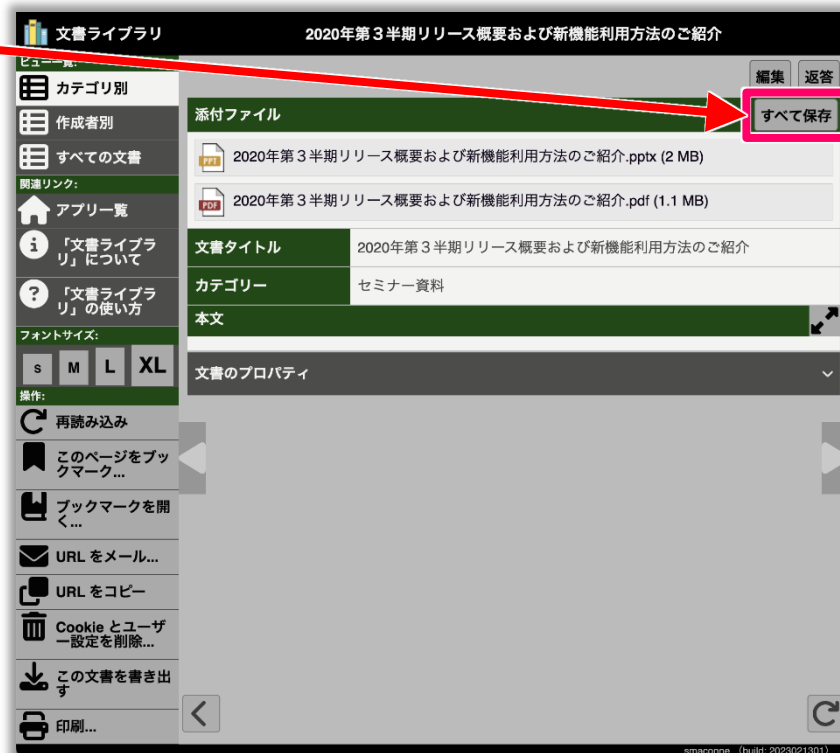 文書ライブラリ
2020年第３半期リリース概要および新機能利用方法のご紹介
ビュー一覧:
カテゴリ別
作成者別
すべての文書
関連リンク:
アプリ一覧
「文書ライブラ
リ」について
「文書ライブラ
リ」の使い方
フォントサイズ:
S M L XL
操作:
再読み込み
このページをブッ
クマーク...
ブックマークを開
く...
URL をメール...
URL をコピー
Cookie とユーザ
ー設定を削除...
この文書を書き出
す
印刷...
編集 返答
添付ファイル
すべて保存
PPT 2020年第３半期リリース概要および新機能利用方法のご紹介.pptx (2 MB)
PDF 2020年第３半期リリース概要および新機能利用方法のご紹介.pdf (1.1 MB)
文書タイトル 2020年第３半期リリース概要および新機能利用方法のご紹介
カテゴリー セミナー資料
本文
文書のプロパティ
smacoone (build: 2023021301)